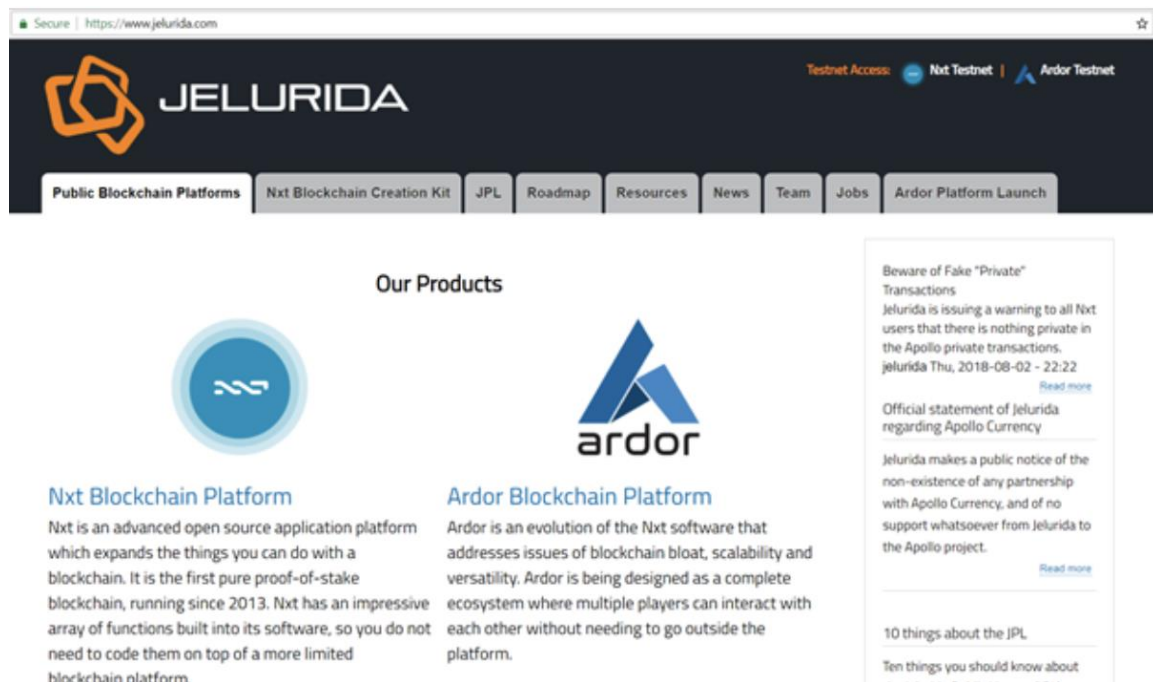 Secure | https://www.jelurida.com
JELURIDA
Testnet Access: Nxt Testnet | Ardor Testnet
Public Blockchain Platforms Nxt Blockchain Creation Kit JPL Roadmap Resources News Team Jobs Ardor Platform Launch
Our Products
ardor
Nxt Blockchain Platform
Nxt is an advanced open source application platform
which expands the things you can do with a
blockchain. It is the first pure proof-of-stake
blockchain, running since 2013. Nxt has an impressive
array of functions built into its software, so you do not
need to code them on top of a more limited
blockchain platform.
Ardor Blockchain Platform
Ardor is an evolution of the Nxt software that
addresses issues of blockchain bloat, scalability and
versatility. Ardor is being designed as a complete
ecosystem where multiple players can interact with
each other without needing to go outside the
platform.
Beware of Fake "Private"
Transactions
Jelurida is issuing a warning to all Nxt
users that there is nothing private in
the Apollo private transactions.
jelurida Thu, 2018-08-02 - 22:22
Read more
Official statement of Jelurida
regarding Apollo Currency
Jelurida makes a public notice of the
non-existence of any partnership
with Apollo Currency, and of no
support whatsoever from Jelurida to
the Apollo project.
Read more
10 things about the JPL
Ten things you should know about